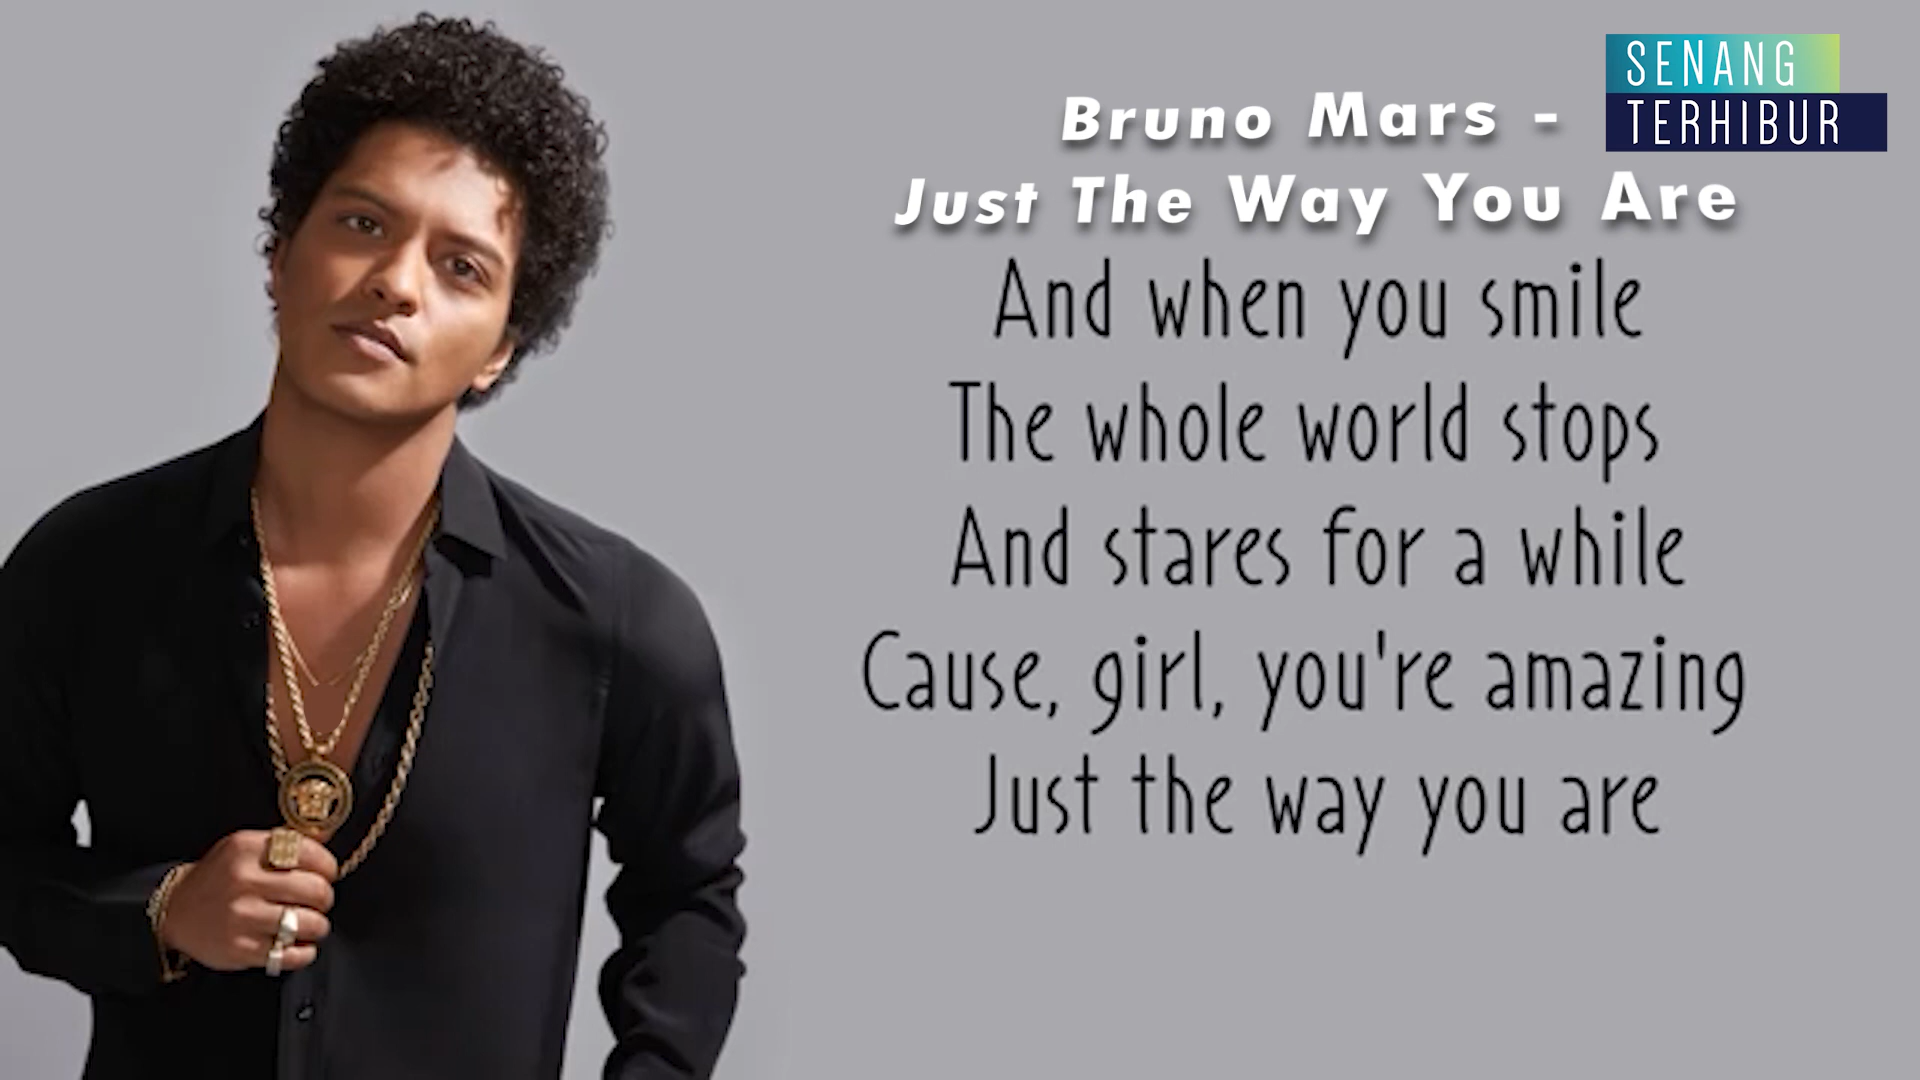 SENANG
TERHIBUR
Bruno Mars -
Just The Way You Are
And when you smile
The whole world stops
And stares for a while
Cause, girl, you're amazing
Just the way you are